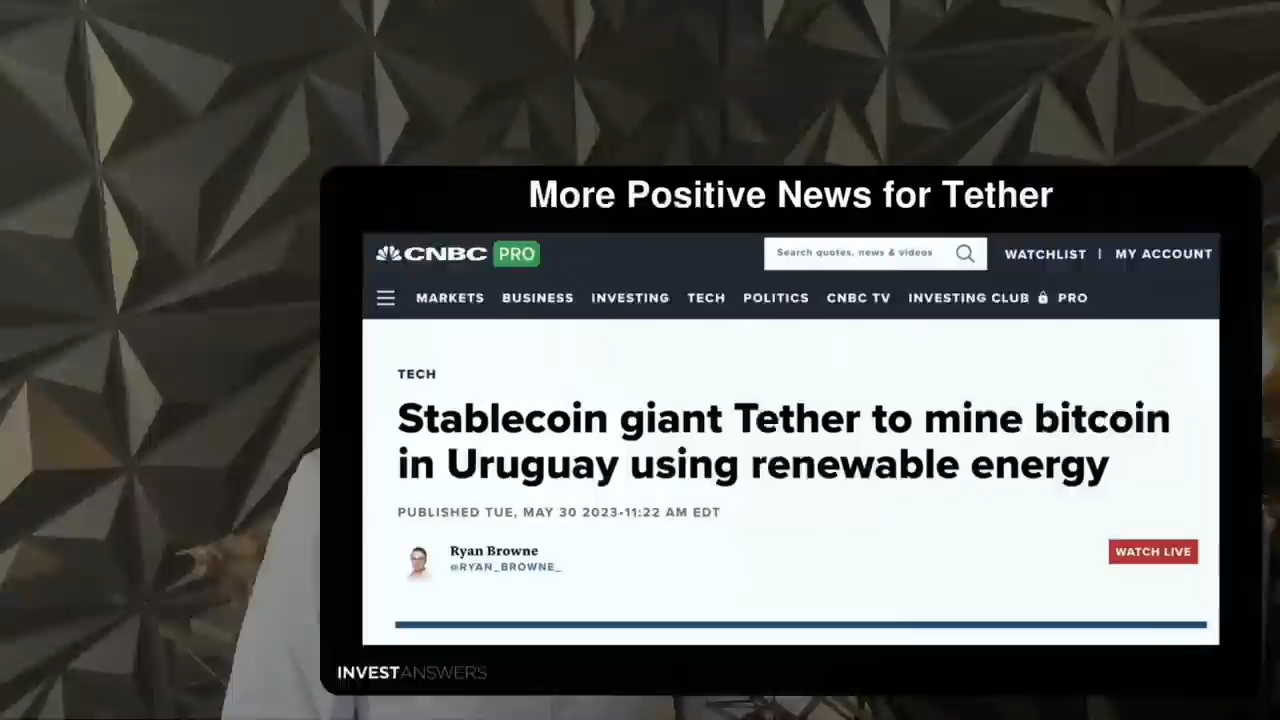 More Positive News for Tether
CNBC PRO
Search quotes, news & videos
WATCHLIST | MY ACCOUNT
MARKETS BUSINESS INVESTING TECH POLITICS CNBC TV INVESTING CLUB PRO
TECH
Stablecoin giant Tether to mine bitcoin
in Uruguay using renewable energy
PUBLISHED TUE, MAY 30 2023•11:22 AM EDT
Ryan Browne
@RYAN_BROWNE_
WATCH LIVE
INVESTANSWERS